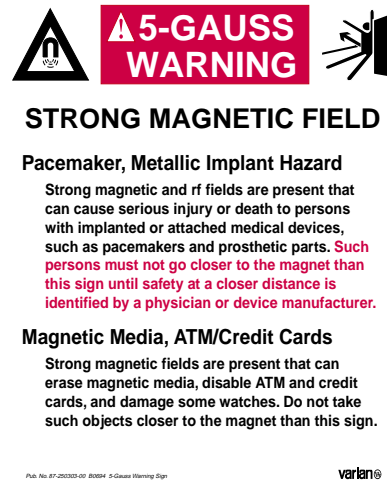 5-GAUSS
WARNING
STRONG MAGNETIC FIELD
Pacemaker, Metallic Implant Hazard
Strong magnetic and rf fields are present that
can cause serious injury or death to persons
with implanted or attached medical devices,
such as pacemakers and prosthetic parts. Such
persons must not go closer to the magnet than
this sign until safety at a closer distance is
identified by a physician or device manufacturer.
Magnetic Media, ATM/Credit Cards
Strong magnetic fields are present that can
erase magnetic media, disable ATM and credit
cards, and damage some watches. Do not take
such objects closer to the magnet than this sign.
Pub. No. 87-250303-00 B0694 5-Gauss Warning Sign
varian